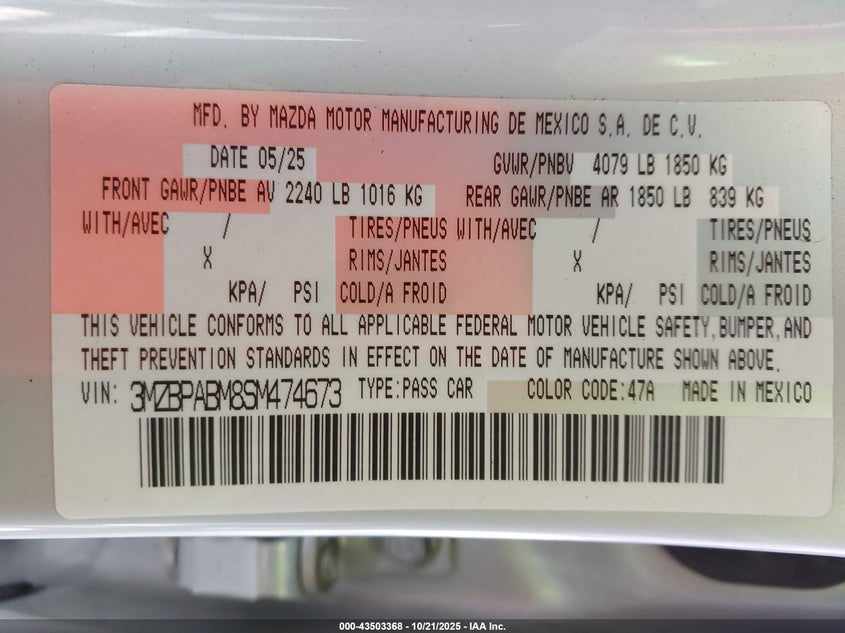 MFD. BY MAZDA MOTOR MANUFACTURING DE MEXICO S.A. DE C.V.
DATE 05/25 GVWR/PNBV 4079 LB 1850 KG
FRONT GAWR/PNBE AV 2240 LB 1016 KG REAR GAWR/PNBE AR 1850 LB 839 KG
WITH/AVEC / TIRES/PNEUS WITH/AVEC / TIRES/PNEUS
X RIMS/JANTES X RIMS/JANTES
KPA/ PSI COLD/A FROID KPA/ PSI COLD/A FROID
THIS VEHICLE CONFORMS TO ALL APPLICABLE FEDERAL MOTOR VEHICLE SAFETY, BUMPER, AND
THEFT PREVENTION STANDARDS IN EFFECT ON THE DATE OF MANUFACTURE SHOWN ABOVE.
VIN: 3MZBPABM8SM474673 TYPE:PASS CAR COLOR CODE:47A MADE IN MEXICO
000-43503368 - 10/21/2025 - IAA Inc.